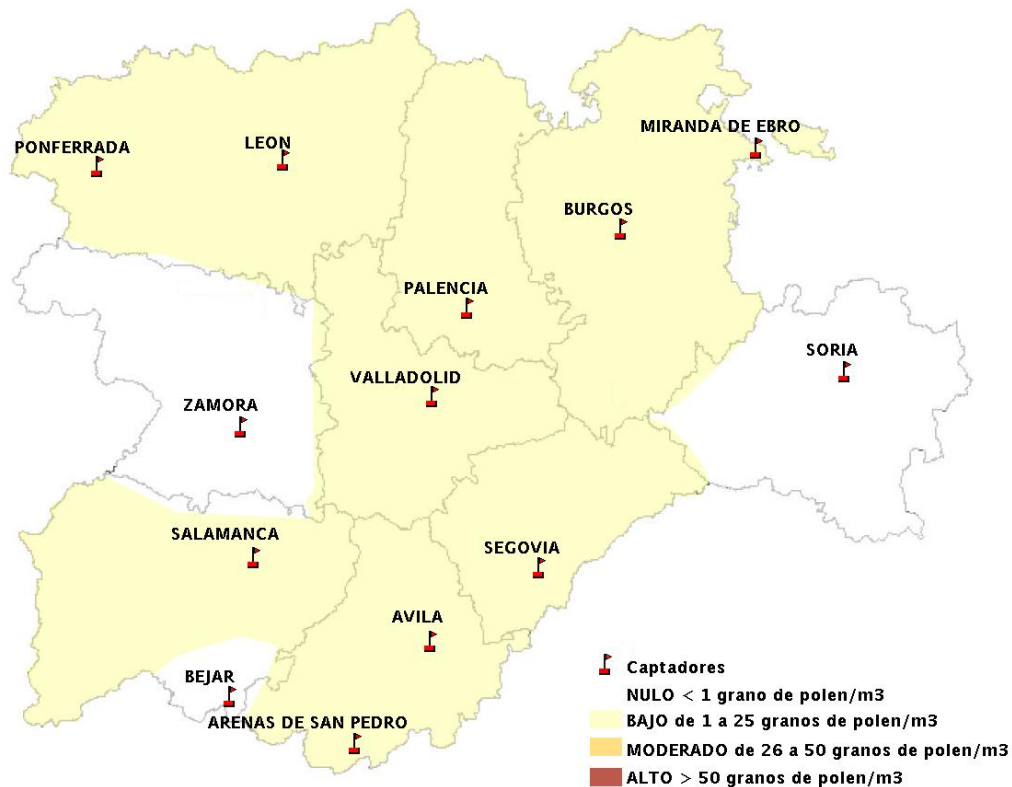 MIRANDA DE EBRO
PONFERRADA
LEON
BURGOS
PALENCIA
SORIA
VALLADOLID
ZAMORA
SALAMANCA
SEGOVIA
AVILA
BEJAR
ARENAS DE SAN PEDRO
Captadores
NULO < 1 grano de polen/m3
BAJO de 1 a 25 granos de polen/m3
MODERADO de 26 a 50 granos de polen/m3
ALTO > 50 granos de polen/m3